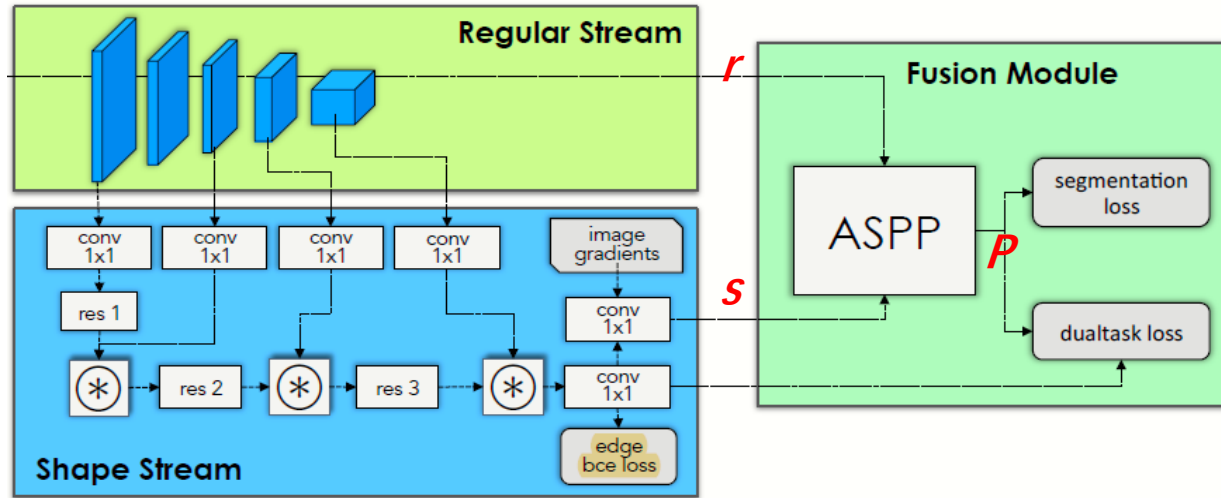 Regular Stream
r
Fusion Module
ASPP
segmentation
loss
P
dualtask loss
conv
1x1
conv
1x1
conv
1x1
conv
1x1
image
gradients
s
res 1
conv
1x1
*
res 2
*
res 3
*
conv
1x1
edge
bce loss
Shape Stream